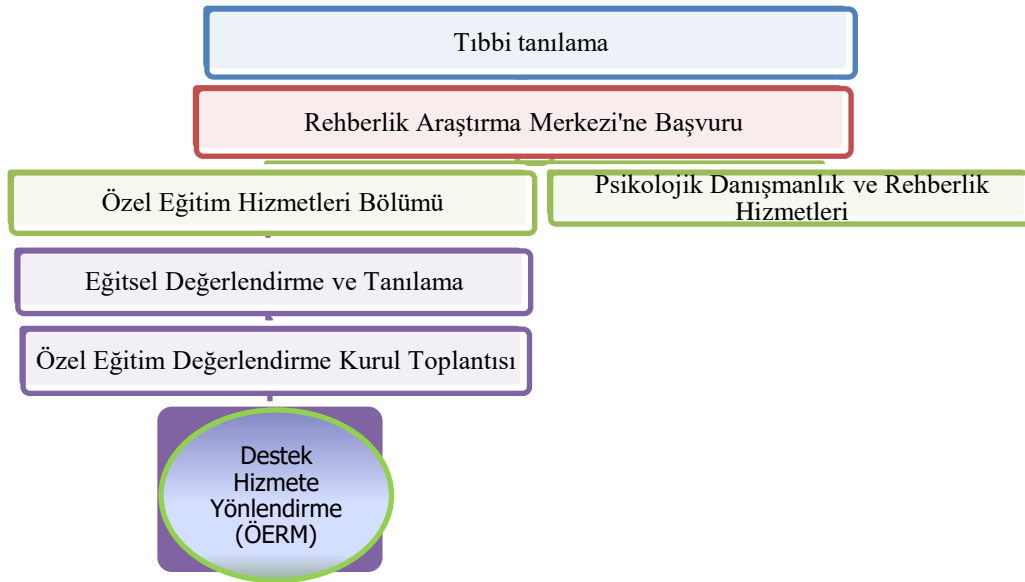 Tıbbi tanılama
Rehberlik Araştırma Merkezi'ne Başvuru
Özel Eğitim Hizmetleri Bölümü
Psikolojik Danışmanlık ve Rehberlik
Hizmetleri
Eğitsel Değerlendirme ve Tanılama
Özel Eğitim Değerlendirme Kurul Toplantısı
Destek
Hizmete
Yönlendirme
(ÖERM)